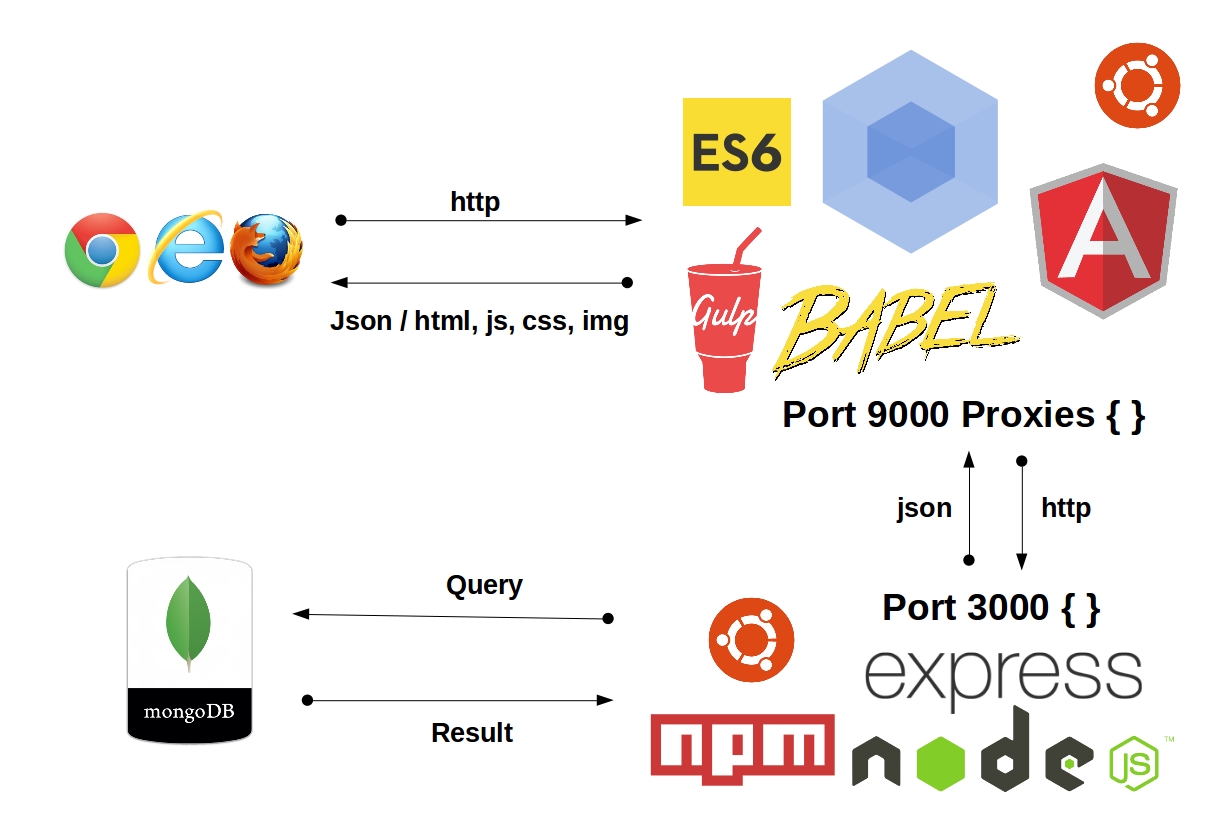 ES6
http
Json / html, js, css, img
Gulp
BABEL
A
Port 9000 Proxies { }
json
http
Port 3000 { }
express
Query
Result
mongoDB
npm
node
JS
TM